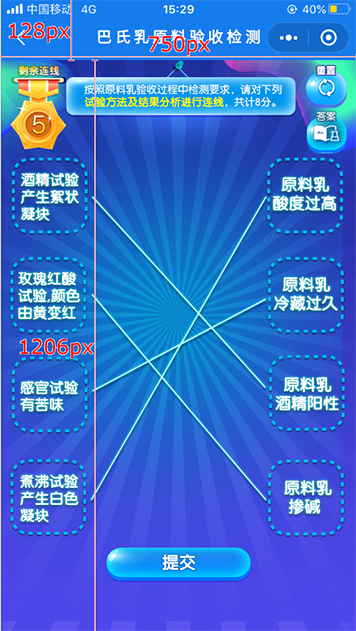 中国移动 4G 15:29 40%
128px
巴氏乳原料验收检测
750px
剩余连线
5
按照原料乳验收过程中检测要求，请对下列
试验方法及结果分析进行连线，共计8分。
重置
答案
酒精试验
产生絮状
凝块
原料乳
酸度过高
玫瑰红酸
试验,颜色
由黄变红
原料乳
冷藏过久
1206px
感官试验
有苦味
原料乳
酒精阳性
煮沸试验
产生白色
凝块
原料乳
掺碱
提交